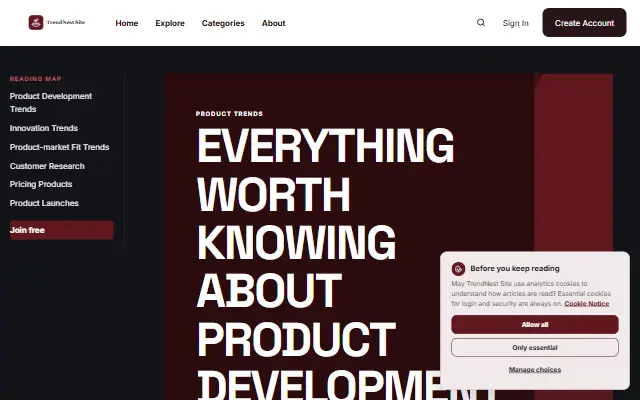 TrendNest Site
Home
Explore
Categories
About
Sign In
Create Account
READING MAP
Product Development
Trends
Innovation Trends
Product-market Fit Trends
Customer Research
Pricing Products
Product Launches
Join free
PRODUCT TRENDS
EVERYTHING
WORTH
KNOWING
ABOUT
PRODUCT
DEVELOPMENT
Before you keep reading
May TrendNest Site use analytics cookies to
understand how articles are read? Essential cookies
for login and security are always on. Cookie Notice
Allow all
Only essential
Manage choices